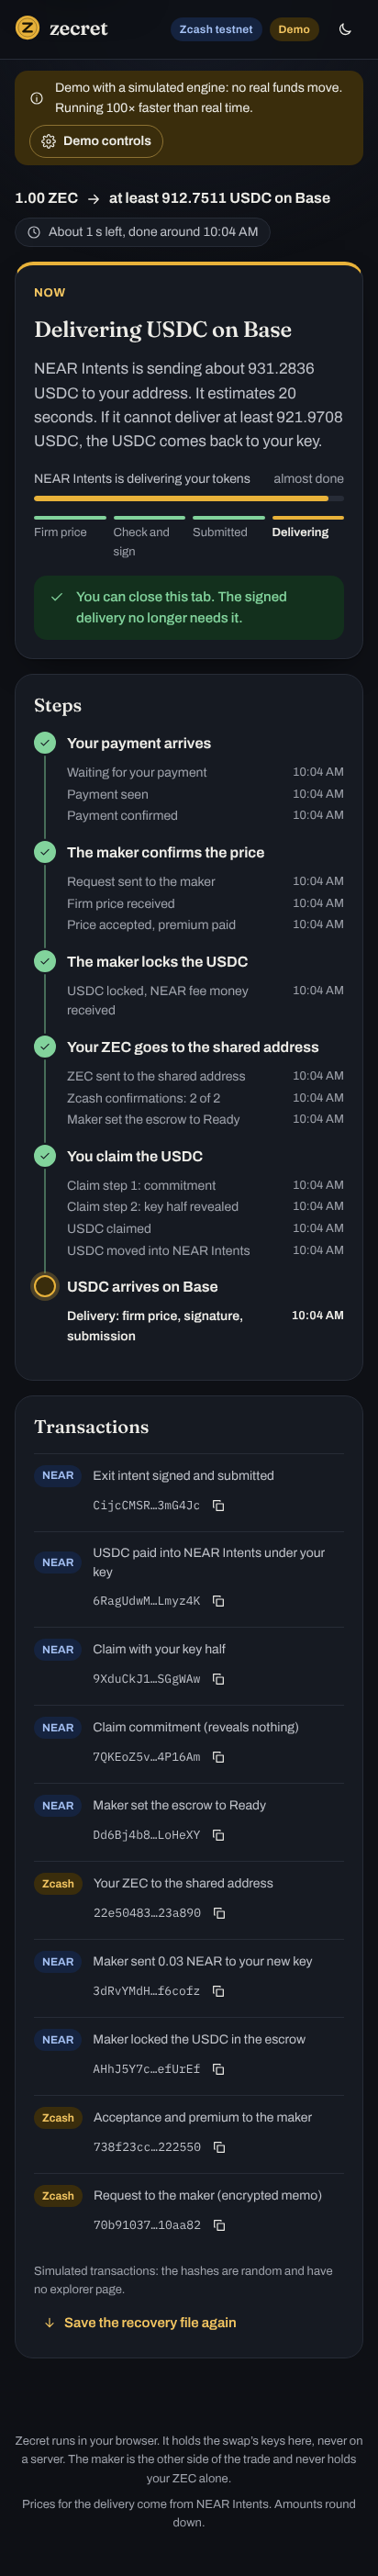 zecret
Zcash testnet
Demo
Demo with a simulated engine: no real funds move.
Running 100× faster than real time.
Demo controls
1.00 ZEC → at least 912.7511 USDC on Base
About 1 s left, done around 10:04 AM
NOW
Delivering USDC on Base
NEAR Intents is sending about 931.2836
USDC to your address. It estimates 20
seconds. If it cannot deliver at least 921.9708
USDC, the USDC comes back to your key.
NEAR Intents is delivering your tokens almost done
Firm price
Check and
sign
Submitted
Delivering
You can close this tab. The signed
delivery no longer needs it.
Steps
Your payment arrives
Waiting for your payment 10:04 AM
Payment seen 10:04 AM
Payment confirmed 10:04 AM
The maker confirms the price
Request sent to the maker 10:04 AM
Firm price received 10:04 AM
Price accepted, premium paid 10:04 AM
The maker locks the USDC
USDC locked, NEAR fee money 10:04 AM
received
Your ZEC goes to the shared address
ZEC sent to the shared address 10:04 AM
Zcash confirmations: 2 of 2 10:04 AM
Maker set the escrow to Ready 10:04 AM
You claim the USDC
Claim step 1: commitment 10:04 AM
Claim step 2: key half revealed 10:04 AM
USDC claimed 10:04 AM
USDC moved into NEAR Intents 10:04 AM
USDC arrives on Base
Delivery: firm price, signature, 10:04 AM
submission
Transactions
NEAR Exit intent signed and submitted
CijcCMSR…3mG4Jc
NEAR USDC paid into NEAR Intents under your
key
6RagUdwM…Lmyz4K
NEAR Claim with your key half
9XduCkJ1…SGgWAw
NEAR Claim commitment (reveals nothing)
7QKEoZ5v…4P16Am
NEAR Maker set the escrow to Ready
Dd6Bj4b8…LoHeXY
Zcash Your ZEC to the shared address
22e50483…23a890
NEAR Maker sent 0.03 NEAR to your new key
3dRvYMdH…f6cofz
NEAR Maker locked the USDC in the escrow
AHhJ5Y7c…efUrEf
Zcash Acceptance and premium to the maker
738f23cc…222550
Zcash Request to the maker (encrypted memo)
70b91037…10aa82
Simulated transactions: the hashes are random and have
no explorer page.
Save the recovery file again
Zecret runs in your browser. It holds the swap's keys here, never on
a server. The maker is the other side of the trade and never holds
your ZEC alone.
Prices for the delivery come from NEAR Intents. Amounts round
down.